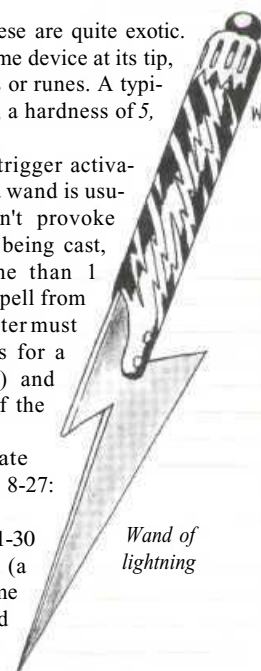 ese are quite exotic.
me device at its tip,
s or runes. A typi-
a hardness of 5,
trigger activa-
wand is usu-
n't provoke
being cast,
ne than 1
pell from
ter must
s for a
) and
f the
ate
8-27:
1-30
(a
me
d
Wand of
lightning